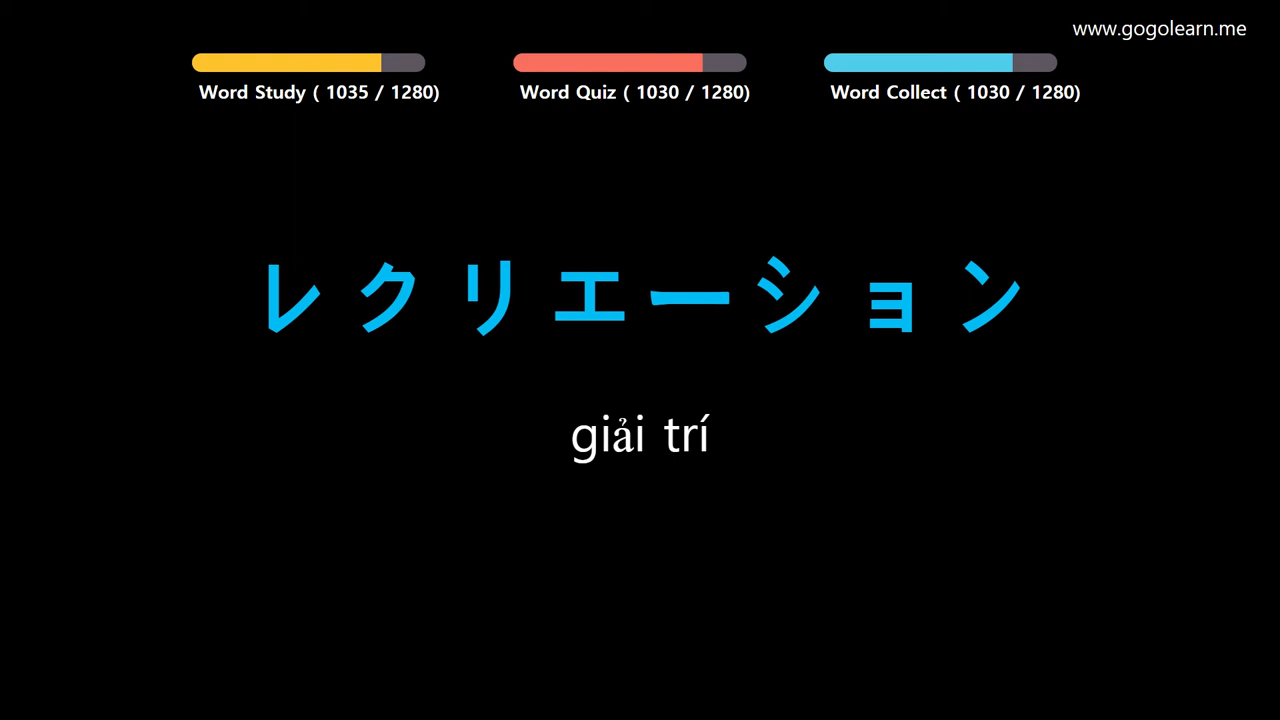 www.gogolearn.me
Word Study ( 1035 / 1280)
Word Quiz ( 1030 / 1280)
Word Collect ( 1030 / 1280)
レクリエーション
giải trí